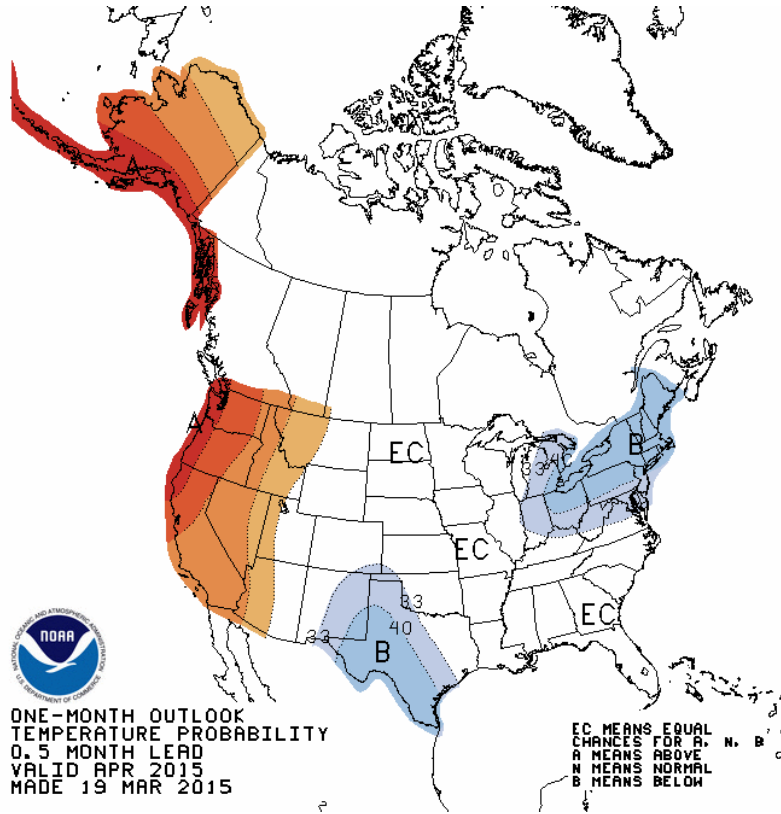 A
A
EC
B
33
40
EC
33
EC
40
33
B
NOAA
NATIONAL OCEANIC AND ATMOSPHERIC ADMINISTRATION
U.S. DEPARTMENT OF COMMERCE
ONE-MONTH OUTLOOK
TEMPERATURE PROBABILITY
0.5 MONTH LEAD
VALID APR 2015
MADE 19 MAR 2015
EC MEANS EQUAL
CHANCES FOR A, N, B
A MEANS ABOVE
N MEANS NORMAL
B MEANS BELOW